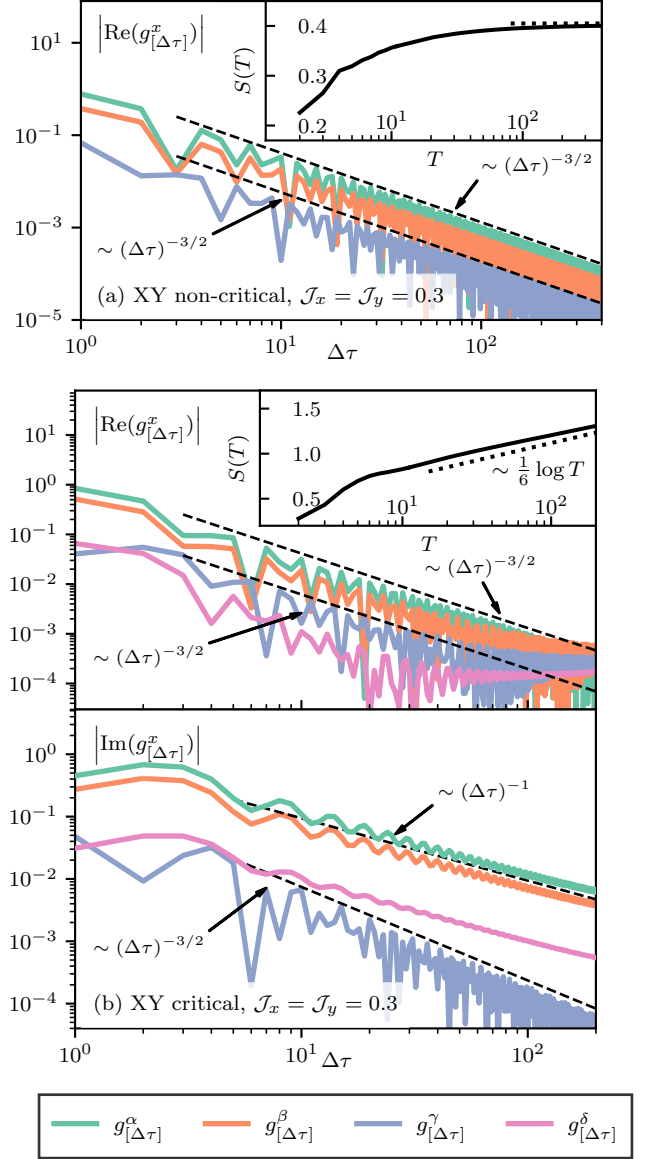 |Re(g^x_{[Δτ]})|
10^1
10^{-1}
10^{-3}
10^{-5}
S(T)
0.4
0.3
0.2
10^1
10^2
T
~ (Δτ)^{-3/2}
~ (Δτ)^{-3/2}
(a) XY non-critical, 𝒥_x = 𝒥_y = 0.3
10^0
10^1
10^2
Δτ
|Re(g^x_{[Δτ]})|
10^1
10^0
10^{-1}
10^{-2}
10^{-3}
10^{-4}
S(T)
1.5
1.0
0.5
~ 1/6 log T
10^1
10^2
T
~ (Δτ)^{-3/2}
~ (Δτ)^{-3/2}
|Im(g^x_{[Δτ]})|
10^0
10^{-1}
10^{-2}
10^{-3}
10^{-4}
~ (Δτ)^{-1}
~ (Δτ)^{-3/2}
(b) XY critical, 𝒥_x = 𝒥_y = 0.3
10^0
10^1
10^2
Δτ
g^α_{[Δτ]} g^β_{[Δτ]} g^γ_{[Δτ]} g^δ_{[Δτ]}